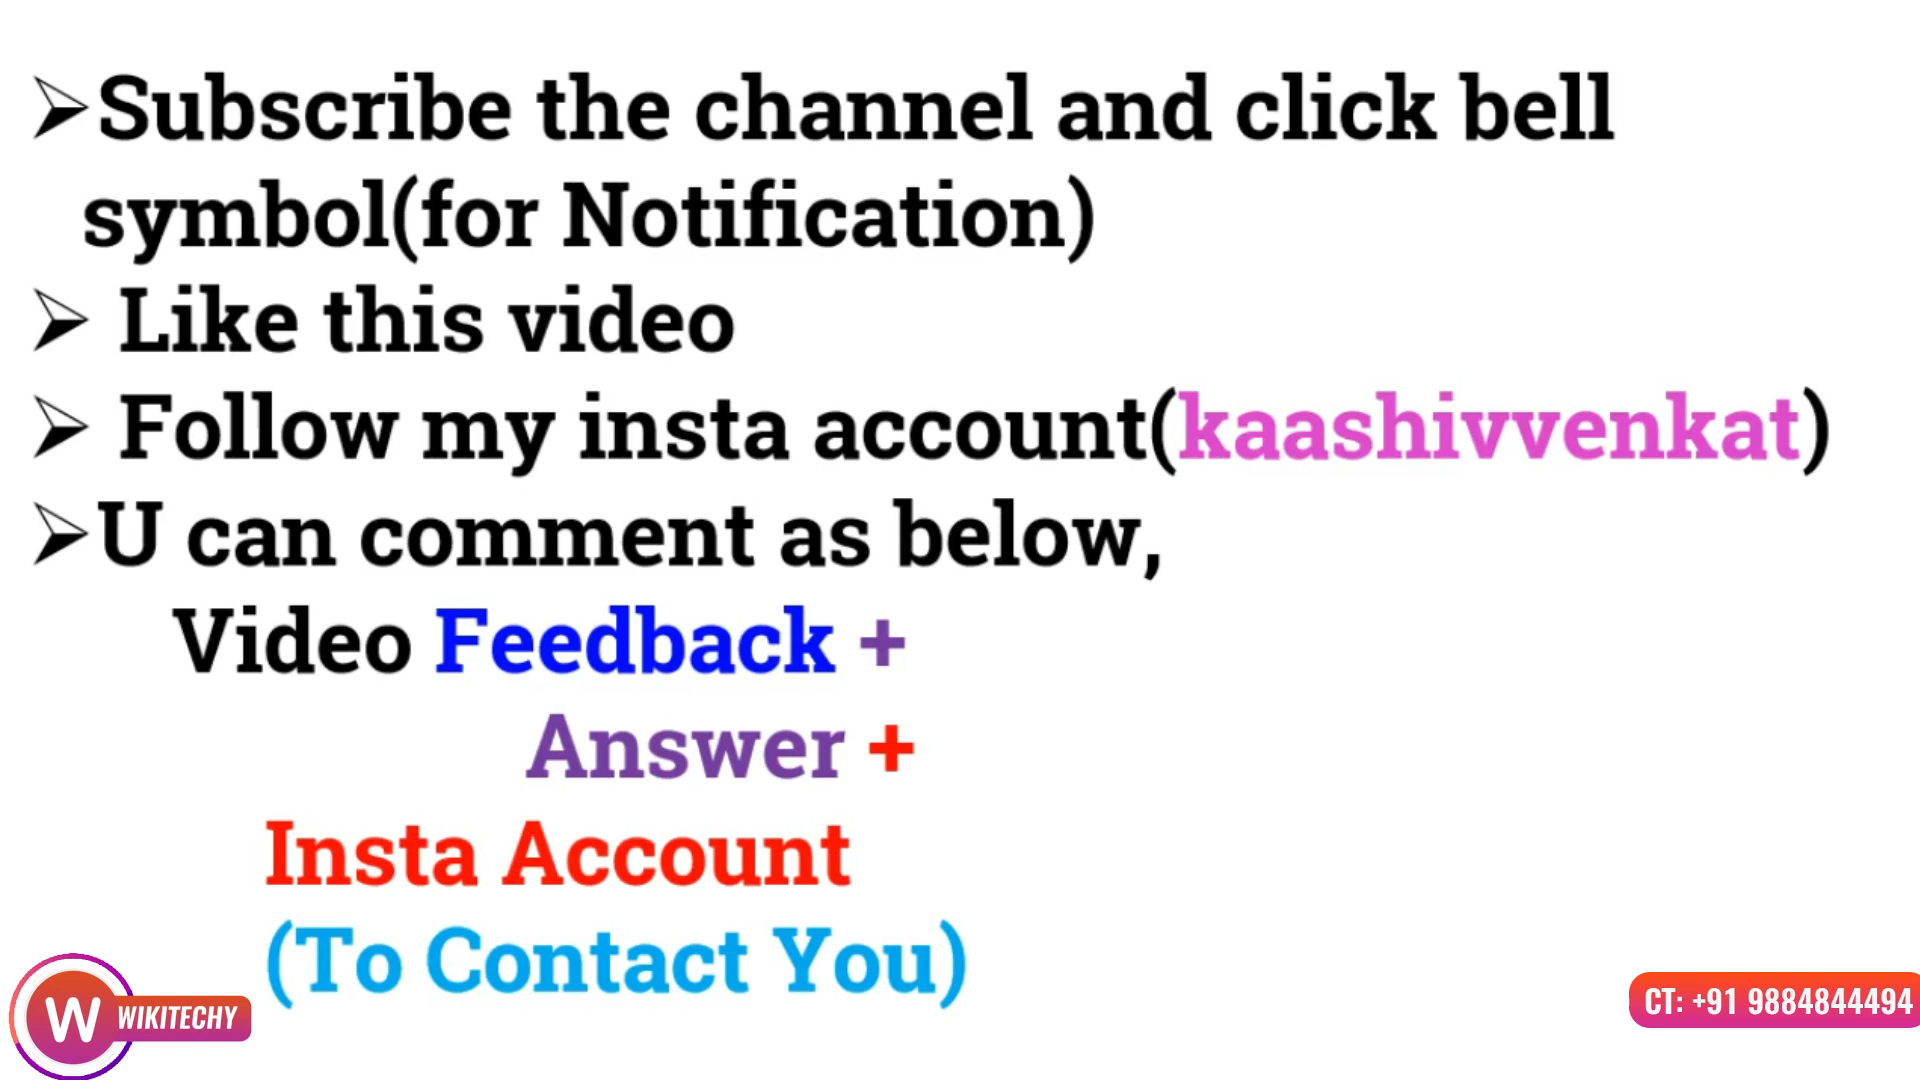 ➢Subscribe the channel and click bell
symbol(for Notification)
➢ Like this video
➢ Follow my insta account(kaashivvenkat)
➢U can comment as below,
Video Feedback +
Answer +
Insta Account
(To Contact You)
W WIKITECHY
CT: +91 9884844494